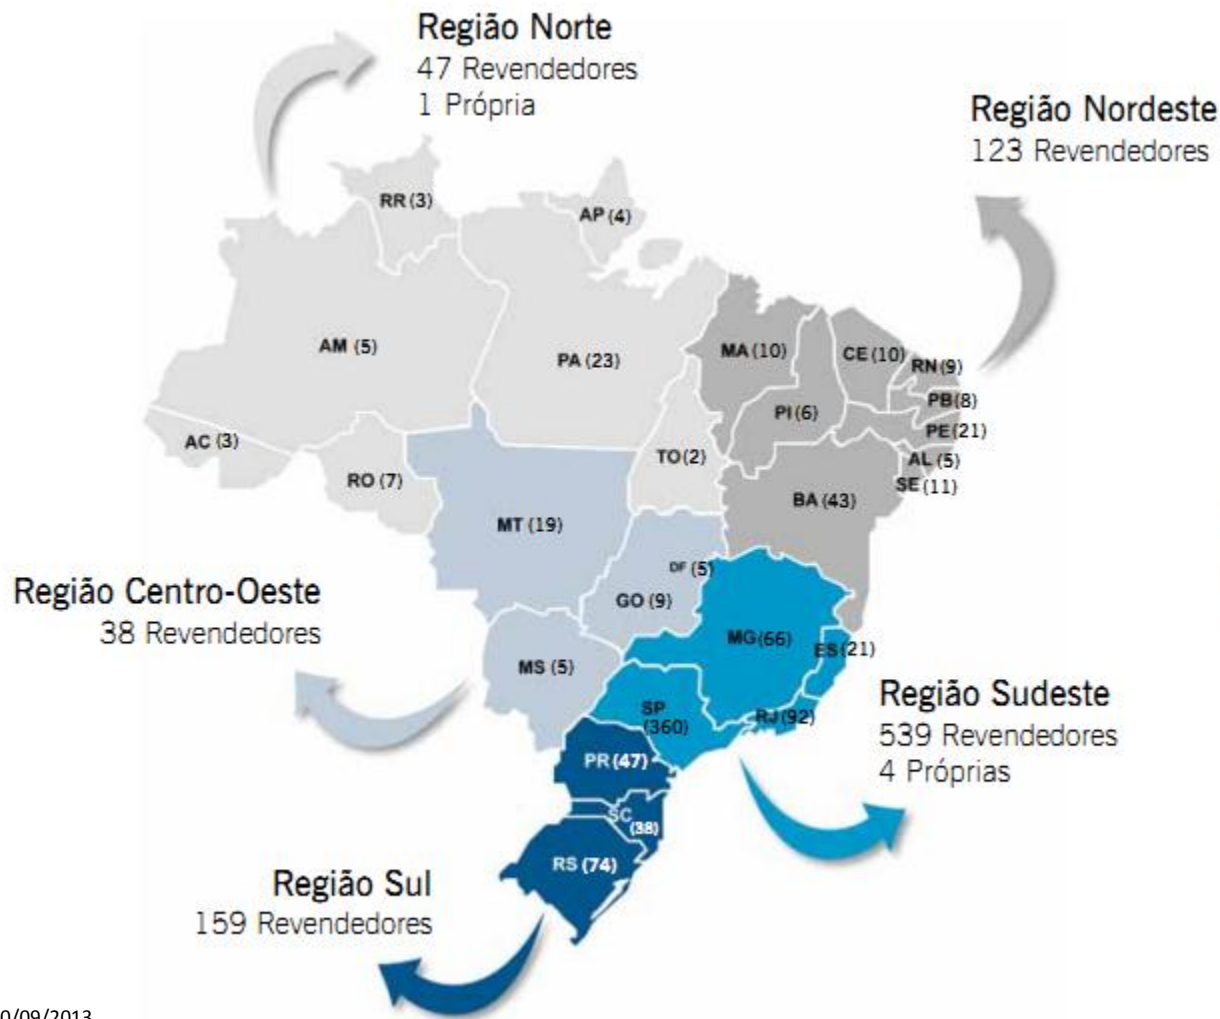 Região Norte
47 Revendedores
1 Própria
Região Nordeste
123 Revendedores
RR (3)
AP (4)
AM (5)
PA (23)
MA (10)
CE (10)
RN (9)
PI (6)
PB (8)
PE (21)
AC (3)
TO (2)
AL (5)
RO (7)
SE (11)
BA (43)
MT (19)
DF (5)
Região Centro-Oeste
38 Revendedores
GO (9)
MG (66)
ES (21)
MS (5)
Região Sudeste
539 Revendedores
4 Próprias
SP
(360)
RJ (92)
PR (47)
SC
(38)
RS (74)
Região Sul
159 Revendedores
0/09/2013